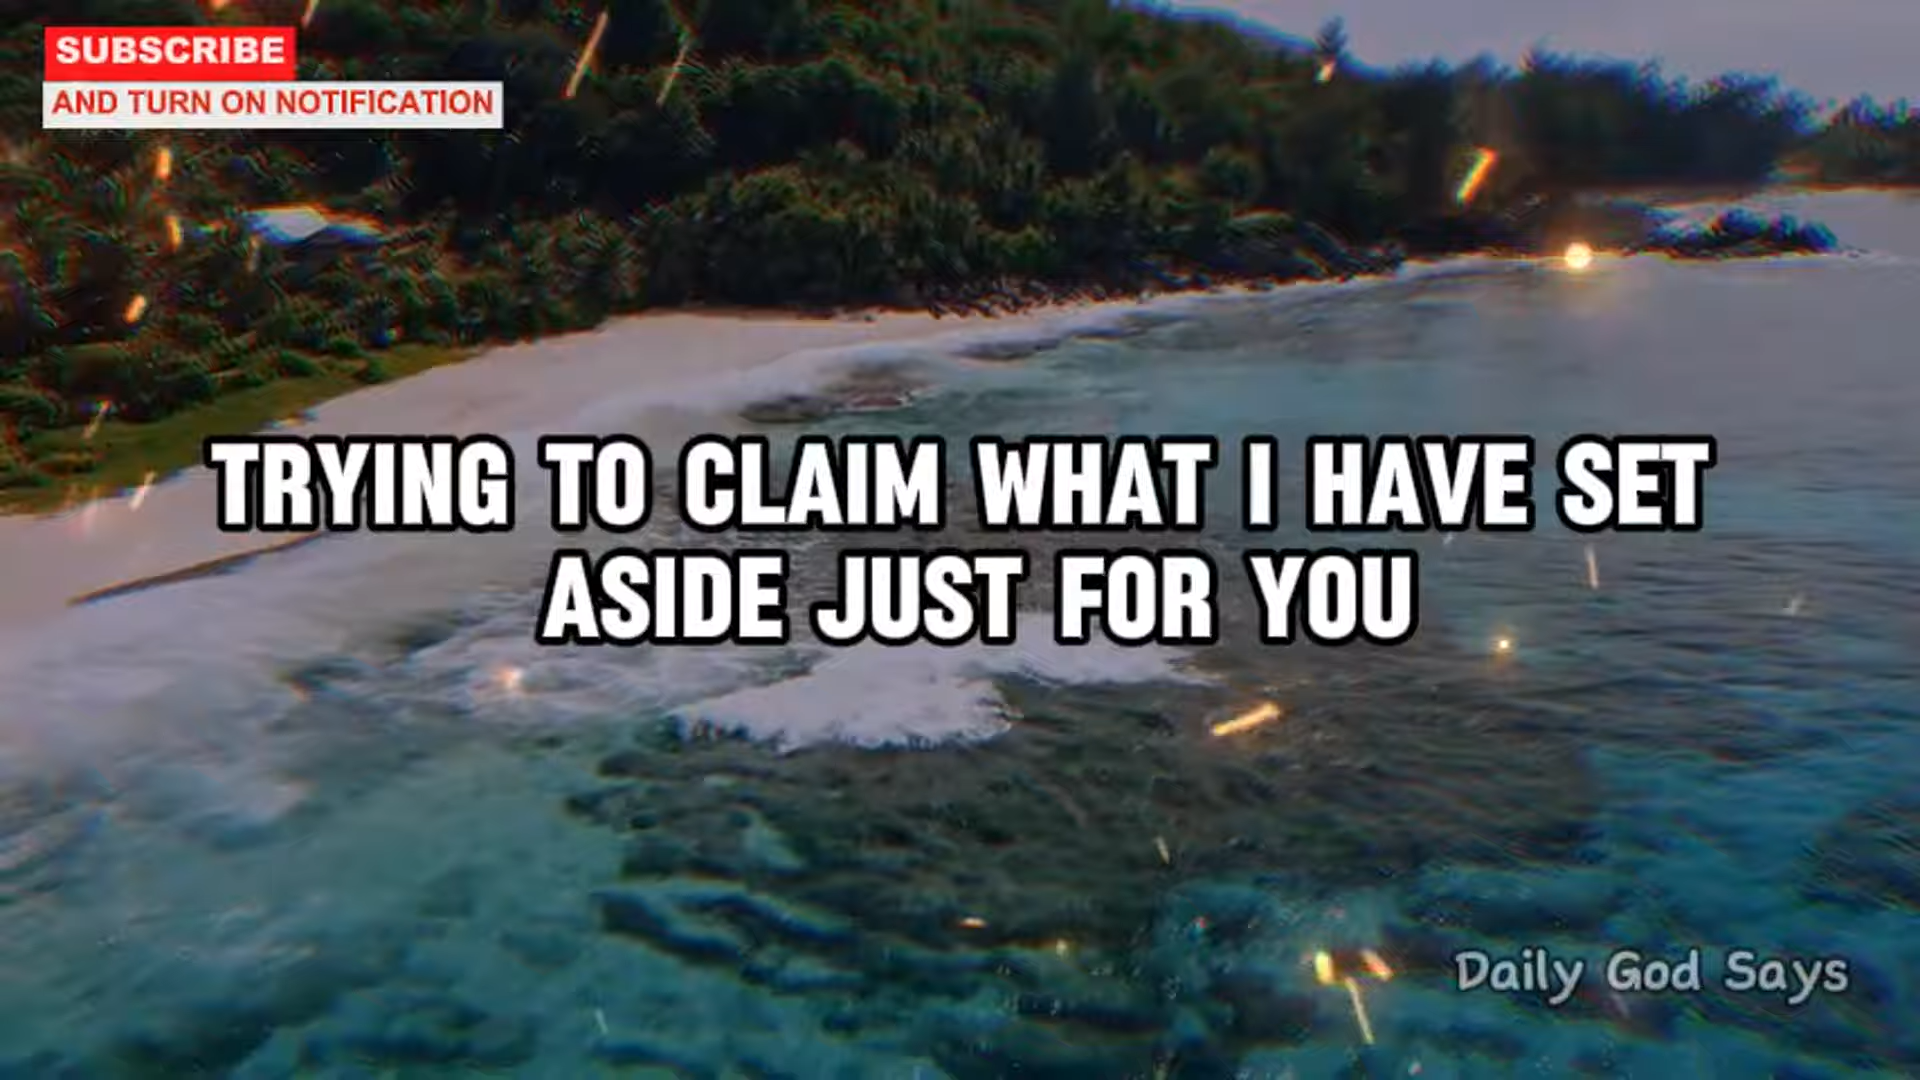 SUBSCRIBE
AND TURN ON NOTIFICATION
TRYING TO CLAIM WHAT I HAVE SET
ASIDE JUST FOR YOU
Daily God Says